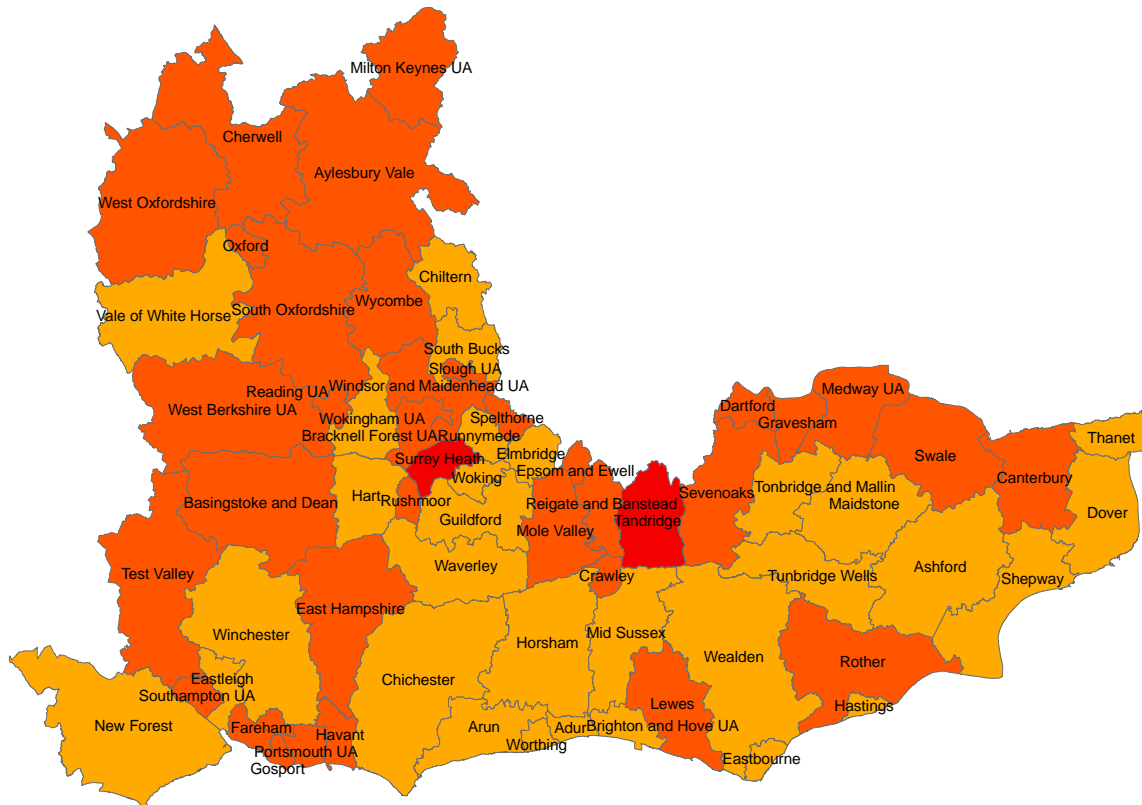 Milton Keynes UA
Cherwell
Aylesbury Vale
West Oxfordshire
Oxford
Chiltern
Wycombe
South Oxfordshire
Vale of White Horse
South Bucks
Slough UA
Windsor and Maidenhead UA
Reading UA
Medway UA
Dartford
West Berkshire UA
Wokingham UA
Spelthorne
Gravesham
Bracknell Forest UA
Runnymede
Thanet
Elmbridge
Surrey Heath
Swale
Epsom and Ewell
Woking
Canterbury
Tonbridge and Mallin
Sevenoaks
Hart
Rushmoor
Basingstoke and Dean
Reigate and Banstead
Maidstone
Dover
Guildford
Tandridge
Mole Valley
Waverley
Ashford
Test Valley
Crawley
Tunbridge Wells
Shepway
East Hampshire
Winchester
Mid Sussex
Horsham
Wealden
Rother
Eastleigh
Chichester
Southampton UA
Lewes
Hastings
New Forest
Fareham
Havant
Arun
Adur
Brighton and Hove UA
Worthing
Portsmouth UA
Eastbourne
Gosport